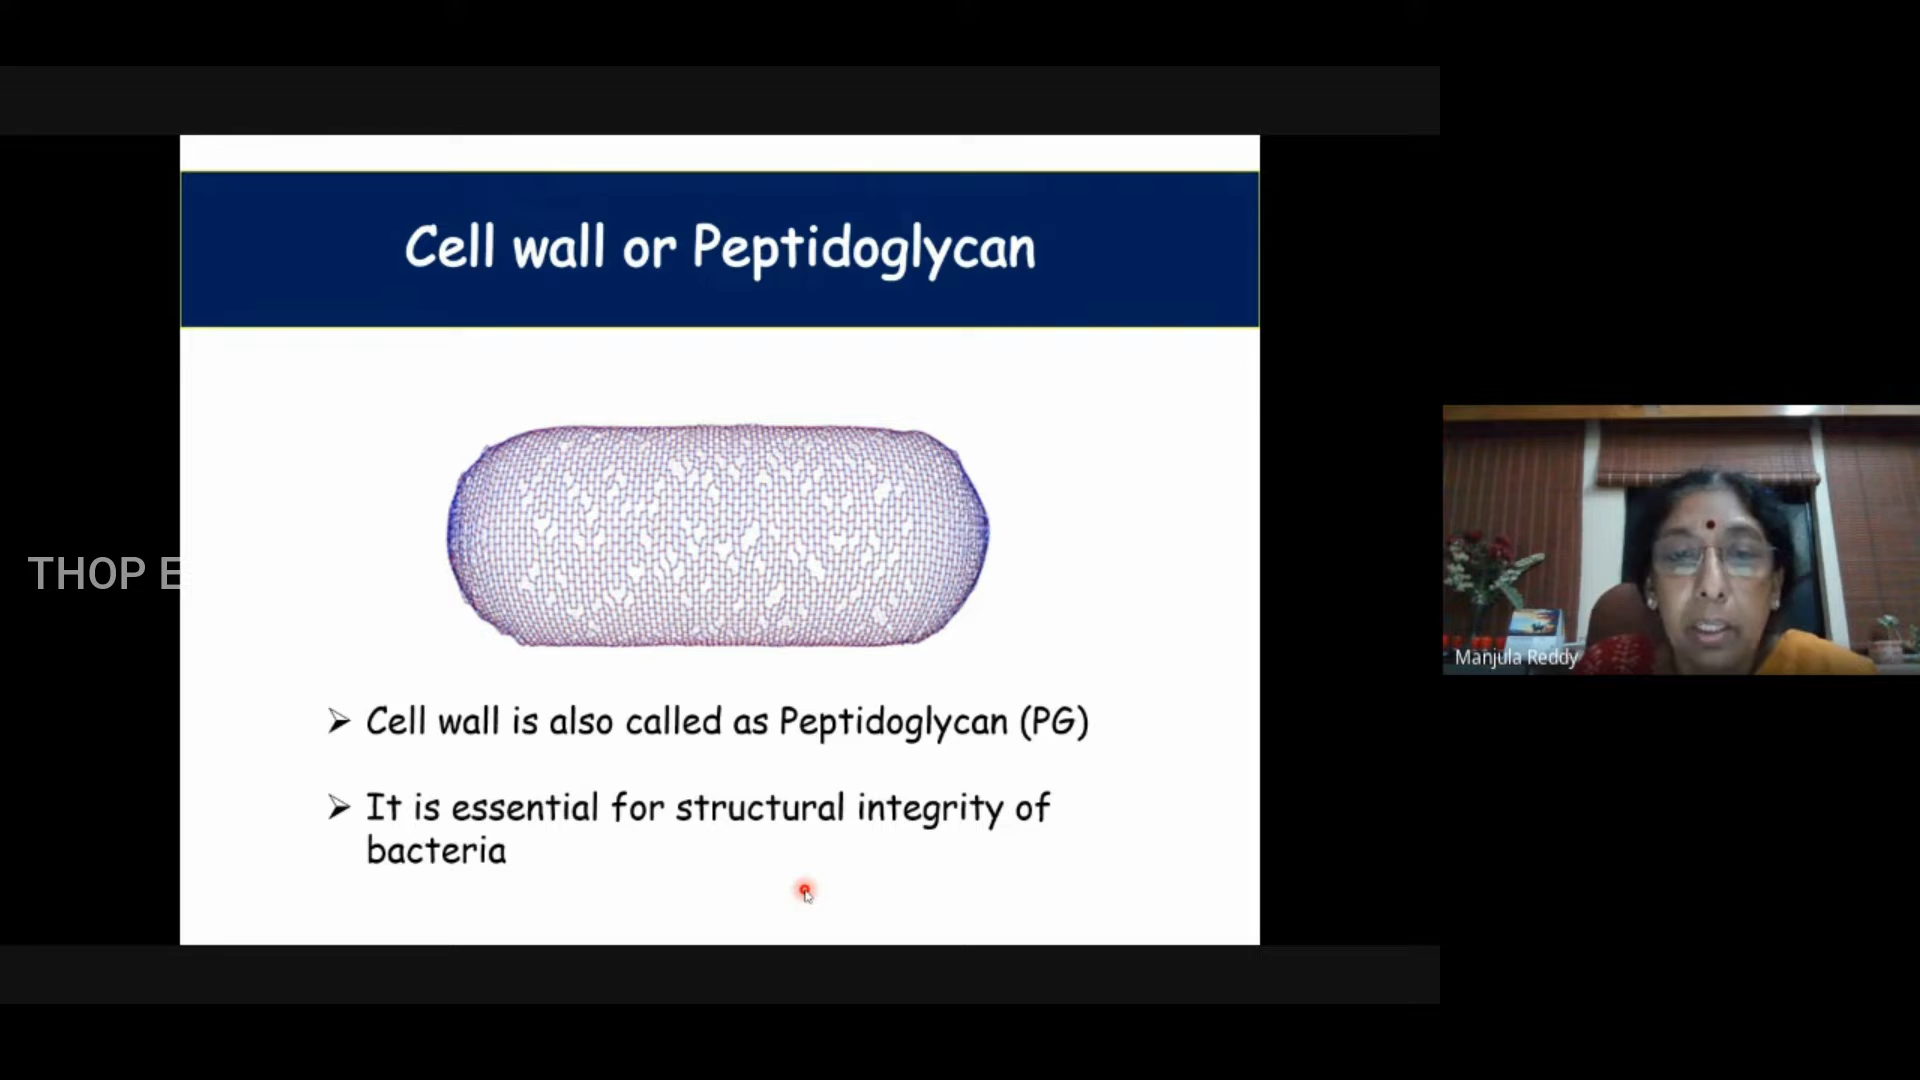 Cell wall or Peptidoglycan
THOP E
Manjula Reddy
➢ Cell wall is also called as Peptidoglycan (PG)
➢ It is essential for structural integrity of
bacteria